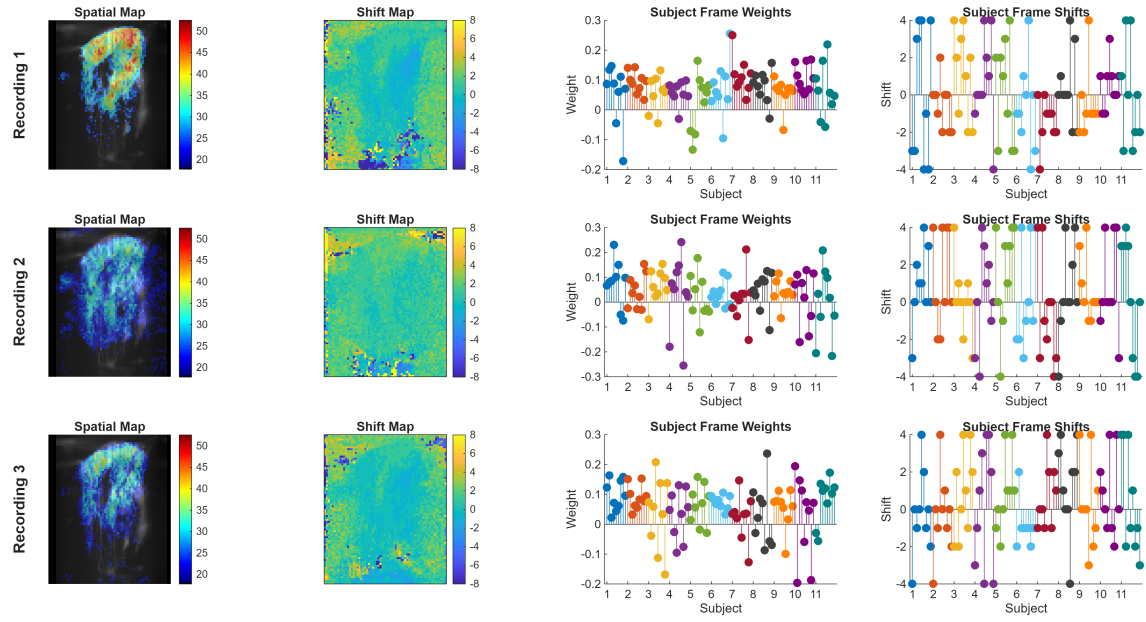 Recording 1
Spatial Map
50
45
40
35
30
25
20
Shift Map
8
6
4
2
0
-2
-4
-6
-8
Subject Frame Weights
Weight
0.3
0.2
0.1
0
0.1
0.2
1 2 3 4 5 6 7 8 9 10 11
Subject
Subject Frame Shifts
Shift
4
2
0
-2
-4
1 2 3 4 5 6 7 8 9 10 11
Subject
Recording 2
Spatial Map
50
45
40
35
30
25
20
Shift Map
8
6
4
2
0
-2
-4
-6
-8
Subject Frame Weights
Weight
0.3
0.2
0.1
0
0.1
0.2
0.3
1 2 3 4 5 6 7 8 9 10 11
Subject
Subject Frame Shifts
Shift
4
2
0
-2
-4
1 2 3 4 5 6 7 8 9 10 11
Subject
Recording 3
Spatial Map
50
45
40
35
30
25
20
Shift Map
8
6
4
2
0
-2
-4
-6
-8
Subject Frame Weights
Weight
0.3
0.2
0.1
0
0.1
0.2
1 2 3 4 5 6 7 8 9 10 11
Subject
Subject Frame Shifts
Shift
4
2
0
-2
-4
1 2 3 4 5 6 7 8 9 10 11
Subject